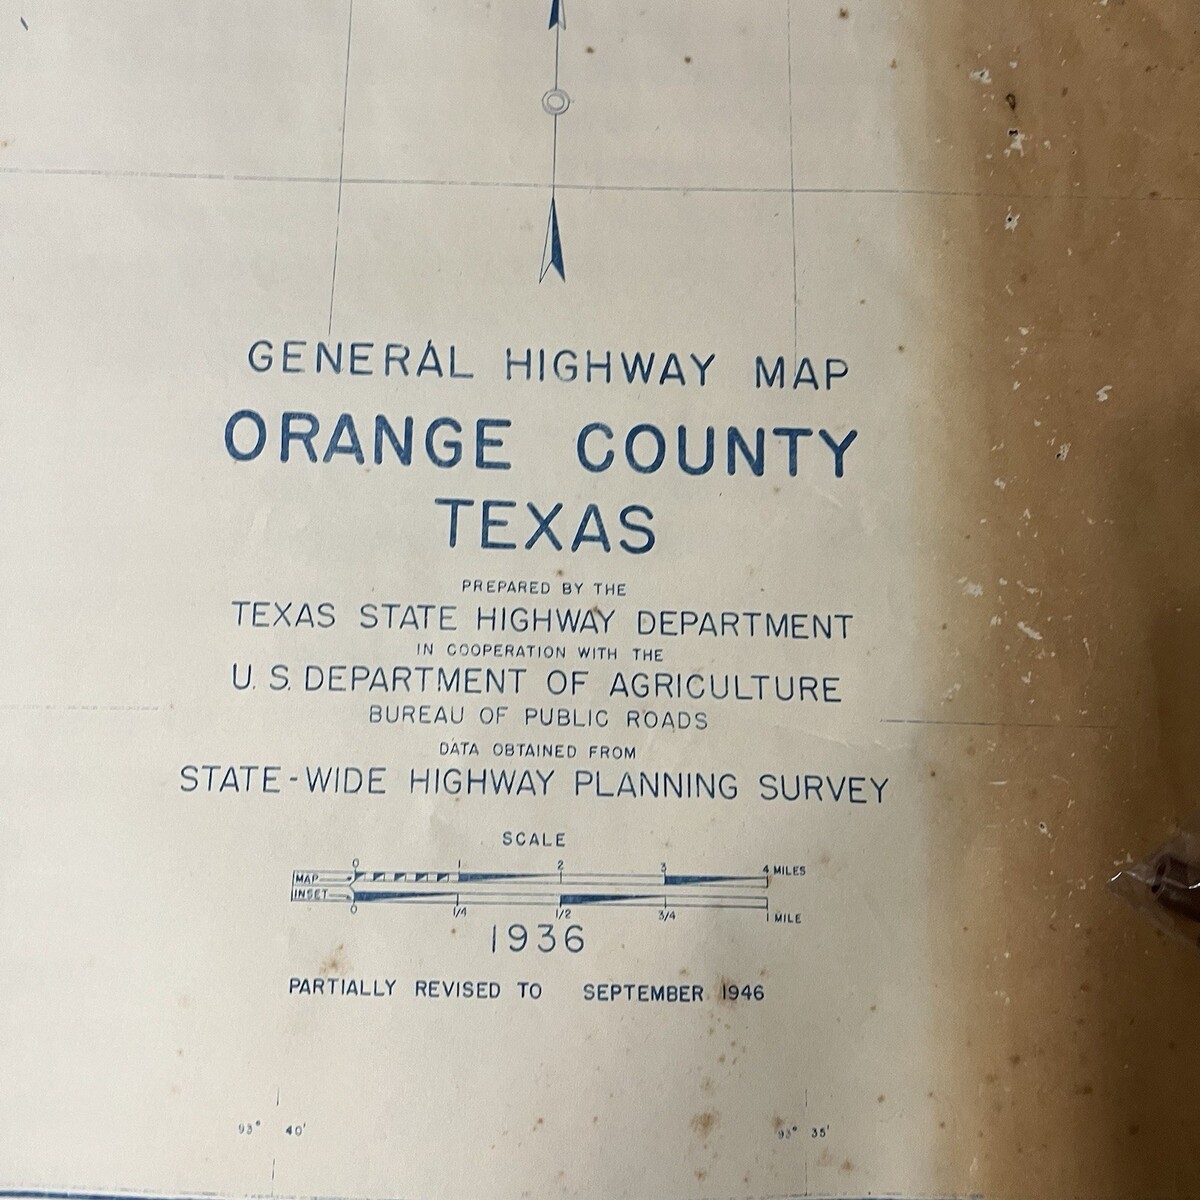 GENERAL HIGHWAY MAP
ORANGE COUNTY
TEXAS
PREPARED BY THE
TEXAS STATE HIGHWAY DEPARTMENT
IN COOPERATION WITH THE
U. S. DEPARTMENT OF AGRICULTURE
BUREAU OF PUBLIC ROADS
DATA OBTAINED FROM
STATE-WIDE HIGHWAY PLANNING SURVEY
SCALE
0 1 2 3 4 MILES
MAP
INSET
0 1/4 1/2 3/4 1 MILE
1936
PARTIALLY REVISED TO SEPTEMBER 1946
93° 40' 93° 35'